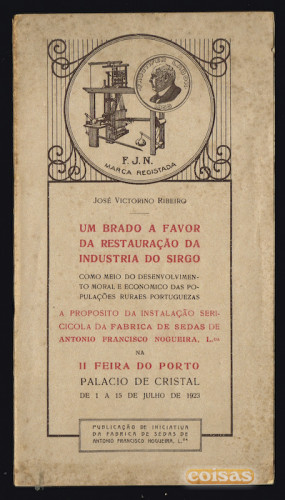 F. J. N.
MARCA REGISTADA
JOSÉ VICTORINO RIBEIRO
UM BRADO A FAVOR
DA RESTAURAÇÃO DA
INDUSTRIA DO SIRGO
COMO MEIO DO DESENVOLVIMEN-
TO MORAL E ECONOMICO DAS PO-
PULAÇÕES RURAES PORTUGUEZAS
A PROPOSITO DA INSTALAÇÃO SERI-
CICOLA DA FABRICA DE SEDAS DE
ANTONIO FRANCISCO NOGUEIRA, L.DA
NA
II FEIRA DO PORTO
PALACIO DE CRISTAL
DE 1 A 15 DE JULHO DE 1923
PUBLICAÇÃO DE INICIATIVA
DA FABRICA DE SEDAS DE
ANTONIO FRANCISCO NOGUEIRA, L.DA
coisas